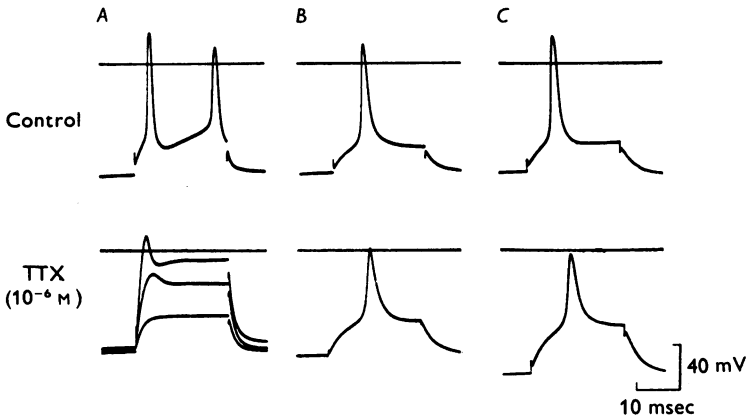 A B C
Control
TTX
(10⁻⁶ M)
40 mV
10 msec